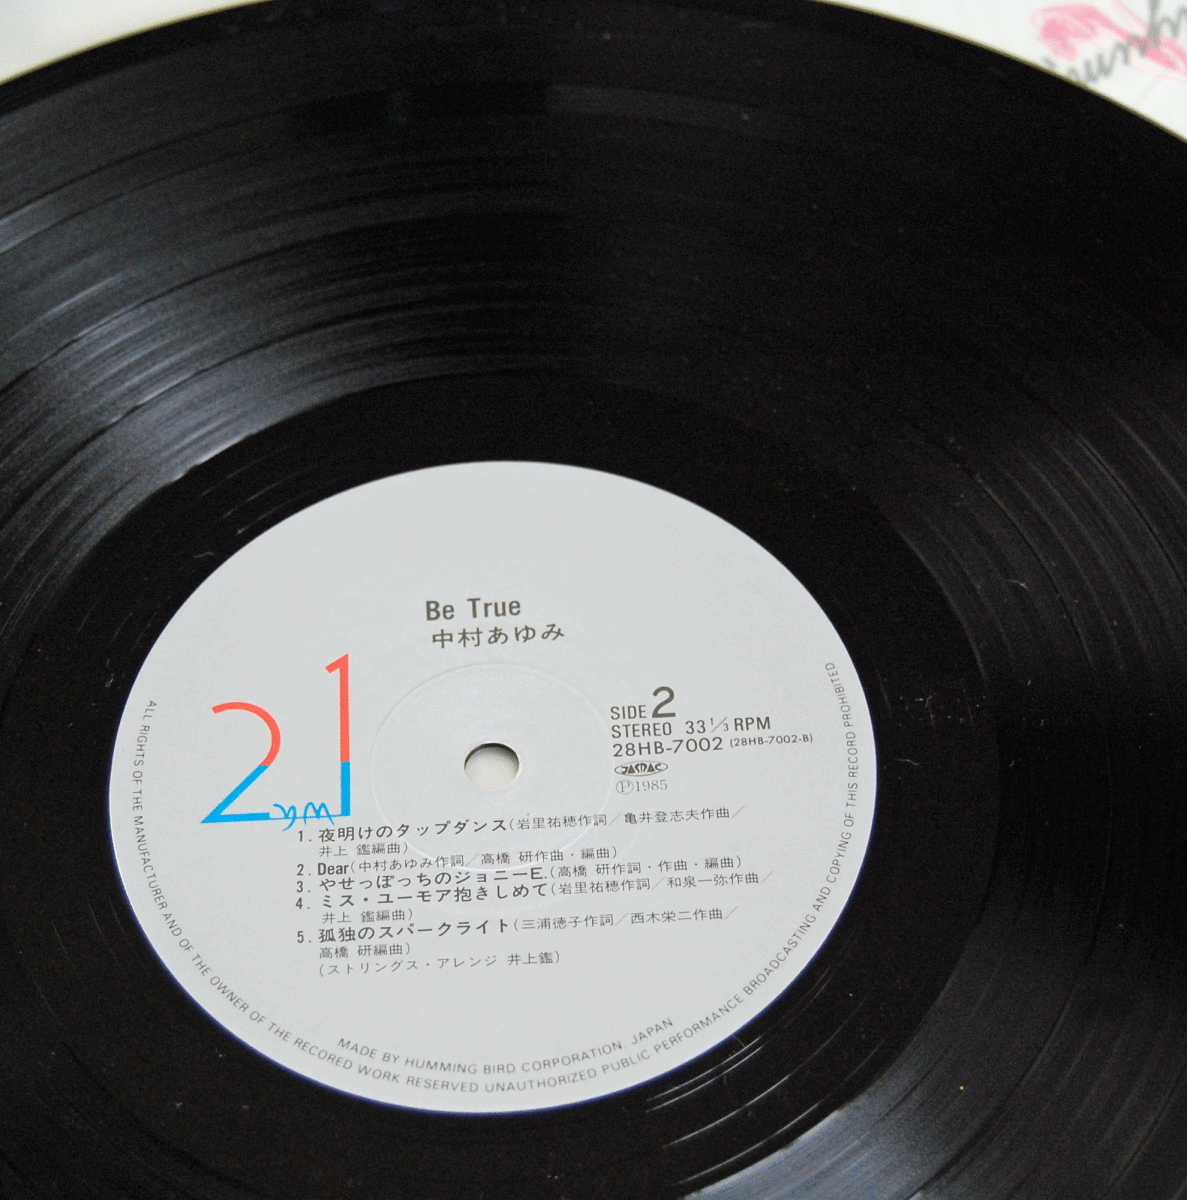 Be True
中村あゆみ
21
SIDE 2
STEREO 33 1/3 RPM
28HB-7002 (28HB-7002-B)
JASRAC
Ⓟ1985
1. 夜明けのタップダンス(岩里祐穂作詞/亀井登志夫作曲/
井上 鑑編曲)
2. Dear(中村あゆみ作詞/高橋 研作曲・編曲)
3. やせっぽっちのジョニーE.(高橋 研作詞・作曲・編曲)
4. ミス・ユーモア抱きしめて(岩里祐穂作詞/和泉一弥作曲/
井上 鑑編曲)
5. 孤独のスパークライト(三浦徳子作詞/西木栄二作曲/
高橋 研編曲)
(ストリングス・アレンジ 井上鑑)
MADE BY HUMMING BIRD CORPORATION, JAPAN
ALL RIGHTS OF THE MANUFACTURER AND OF THE OWNER OF THE RECORED WORK RESERVED UNAUTHORIZED PUBLIC PERFORMANCE BROADCASTING AND COPYING OF THIS RECORD PROHIBITED